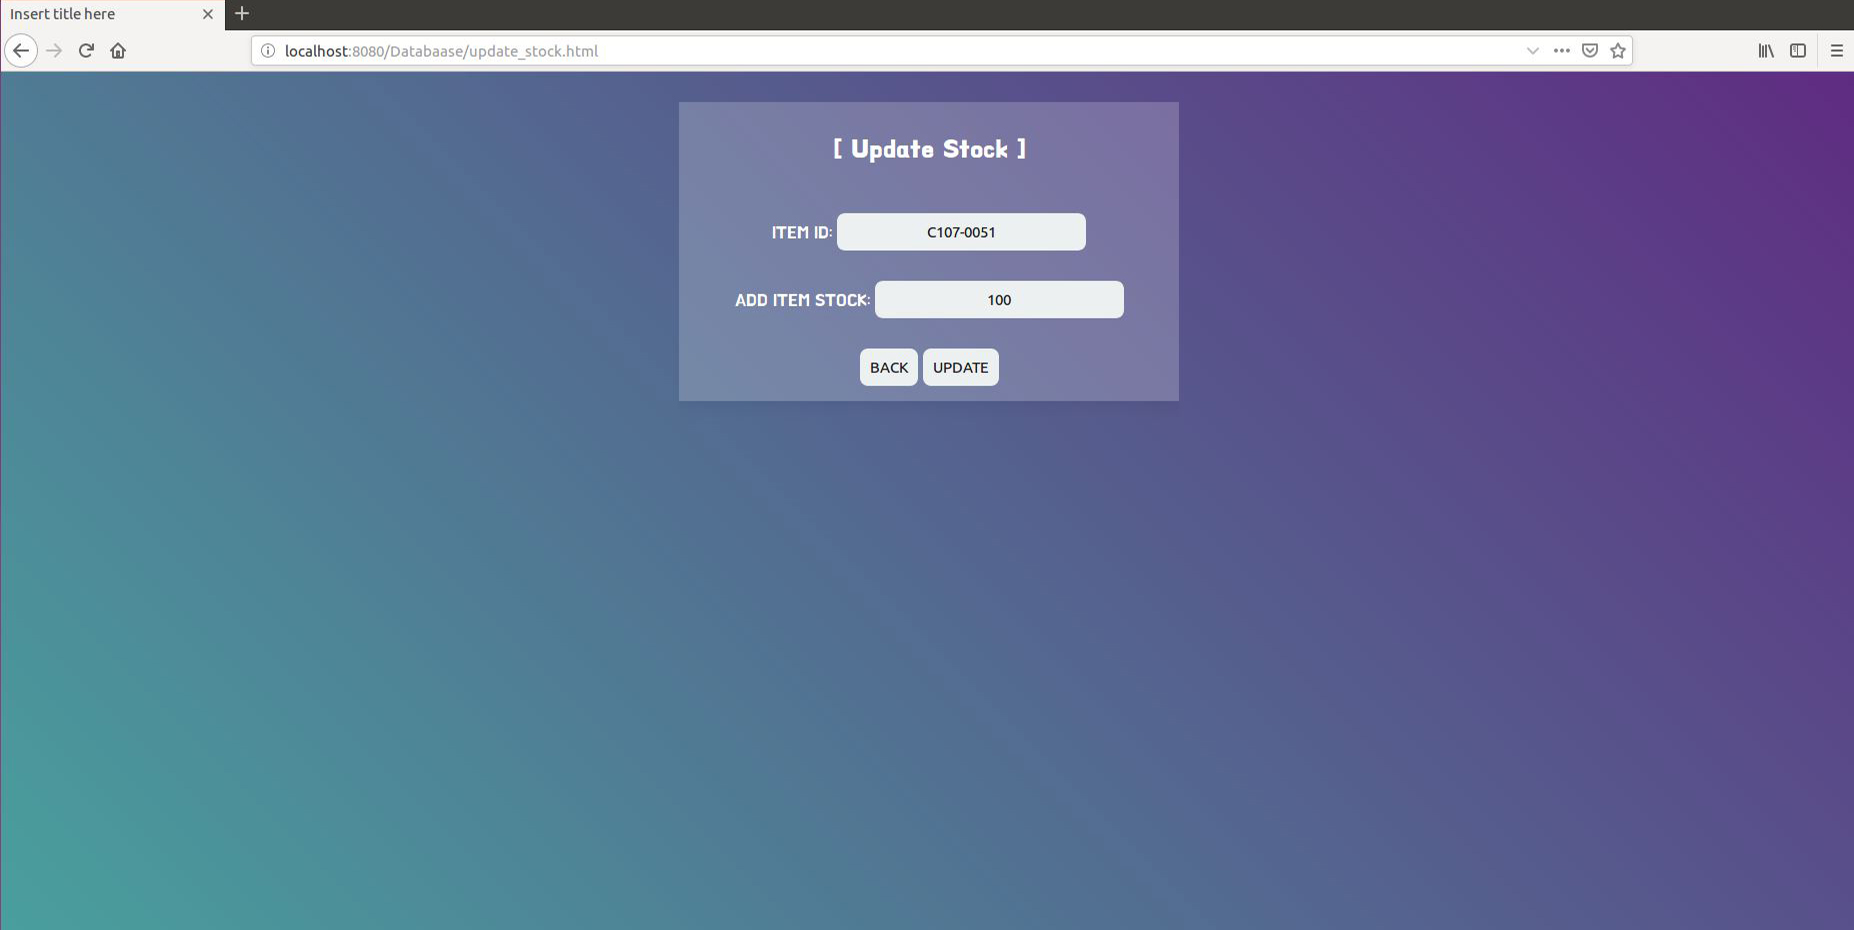 Insert title here
localhost:8080/Databaase/update_stock.html
[ Update Stock ]
ITEM ID: C107-0051
ADD ITEM STOCK: 100
BACK UPDATE